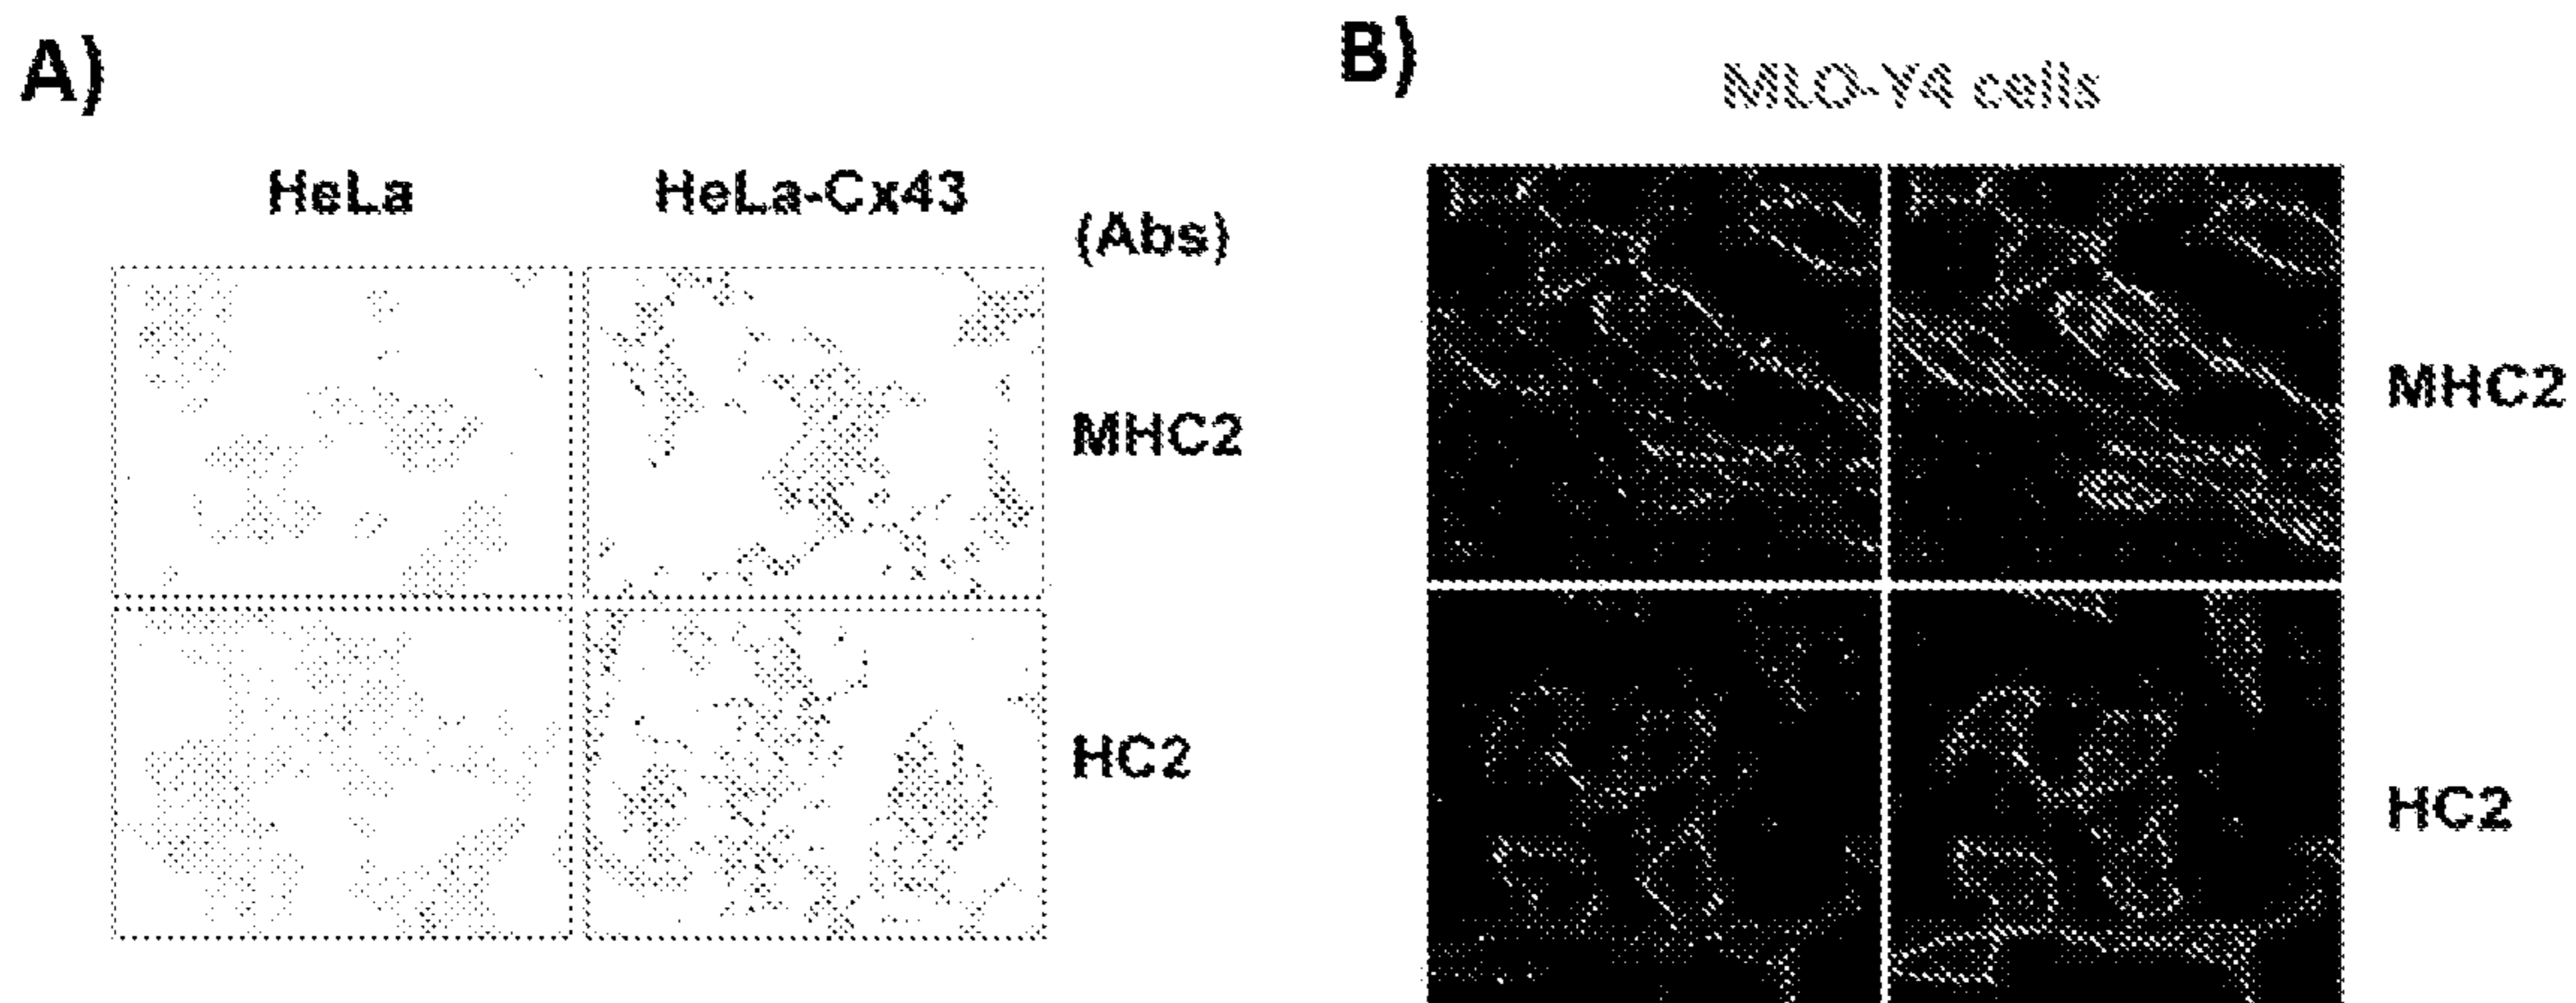 A)
HeLa HeLa-Cx43 (Abs)
MHC2
HC2
B)
MLO-Y4 cells
MHC2
HC2